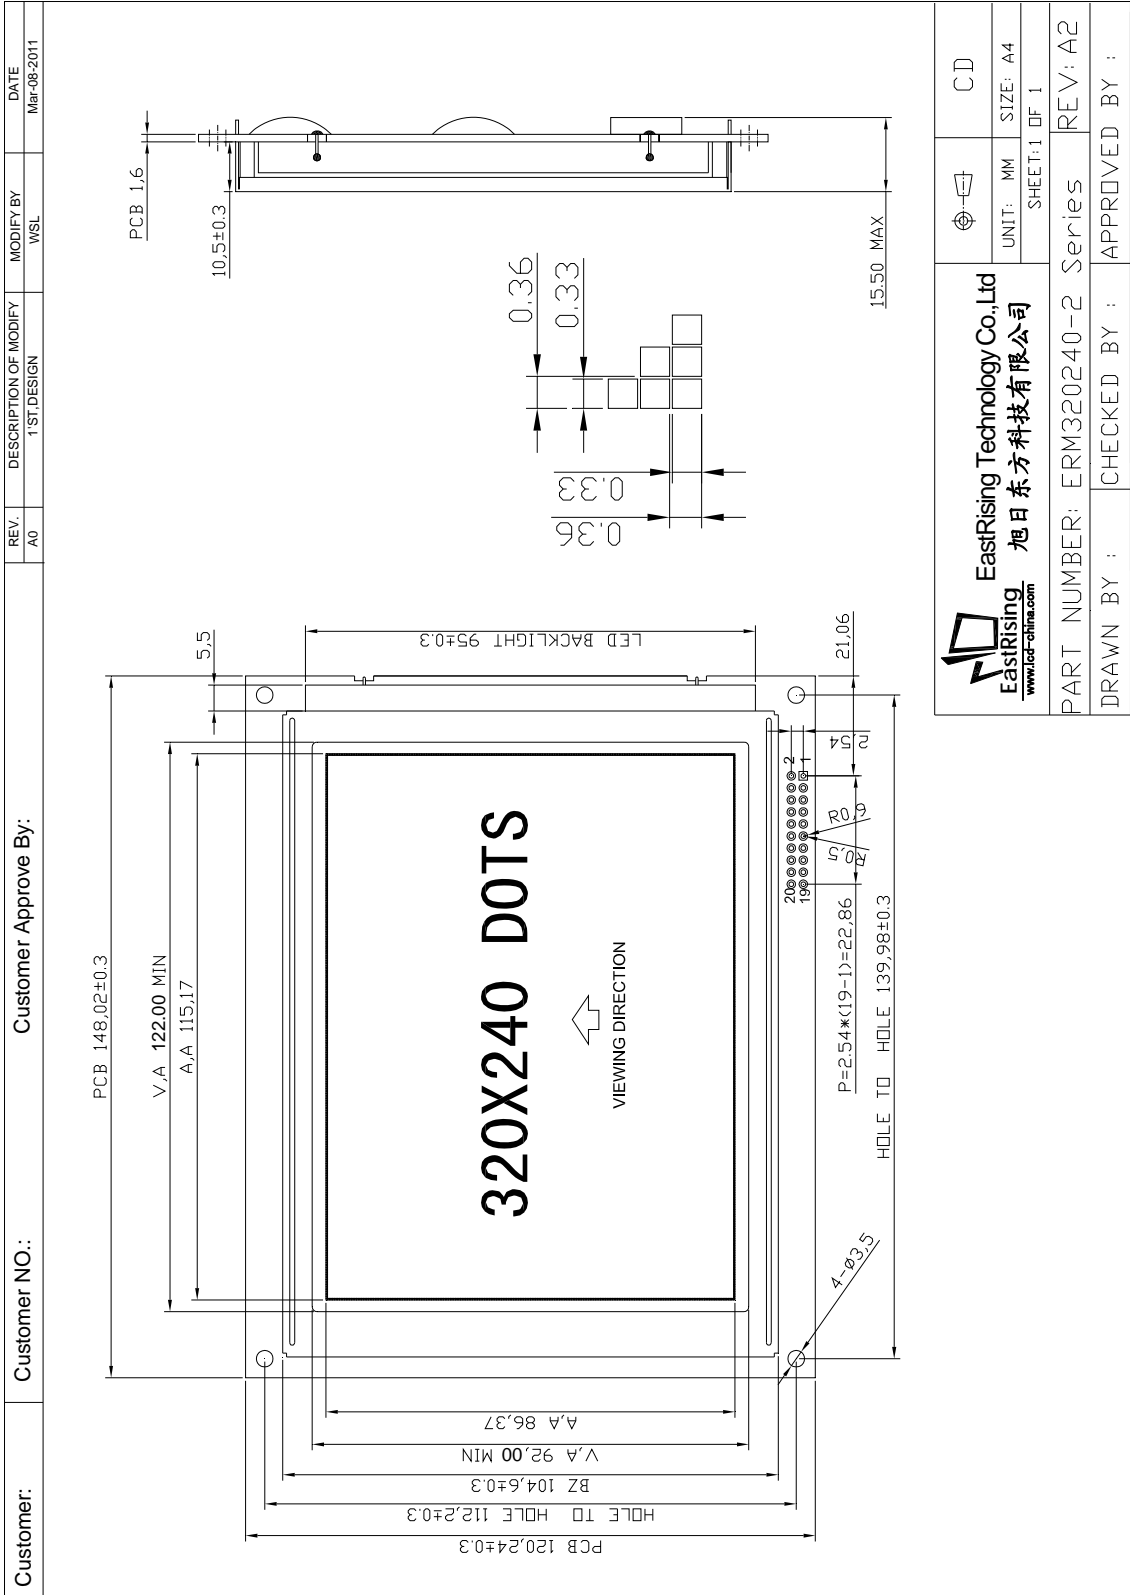 Customer:
Customer NO.:
Customer Approve By:
REV.
DESCRIPTION OF MODIFY
MODIFY BY
DATE
A0
1'ST,DESIGN
WSL
Mar-08-2011
PCB 148,02±0.3
V,A 122.00 MIN
A,A 115,17
5,5
PCB 120,24±0.3
HOLE TO HOLE 112,2±0.3
BZ 104,6±0.3
V,A 92,00 MIN
A,A 86,37
320X240 DOTS
VIEWING DIRECTION
LED BACKLIGHT 95±0.3
4-Ø3,5
20
19
2
1
R0,9
R0,5
2,54
21,06
P=2.54*(19-1)=22,86
HOLE TO HOLE 139,98±0.3
PCB 1,6
10,5±0.3
15.50 MAX
0.36
0.33
0.33
0.36
EastRising
www.lcd-china.com
EastRising Technology Co.,Ltd
旭日东方科技有限公司
CD
UNIT: MM
SIZE: A4
SHEET:1 OF 1
PART NUMBER: ERM320240-2 Series
REV: A2
DRAWN BY :
CHECKED BY :
APPROVED BY :